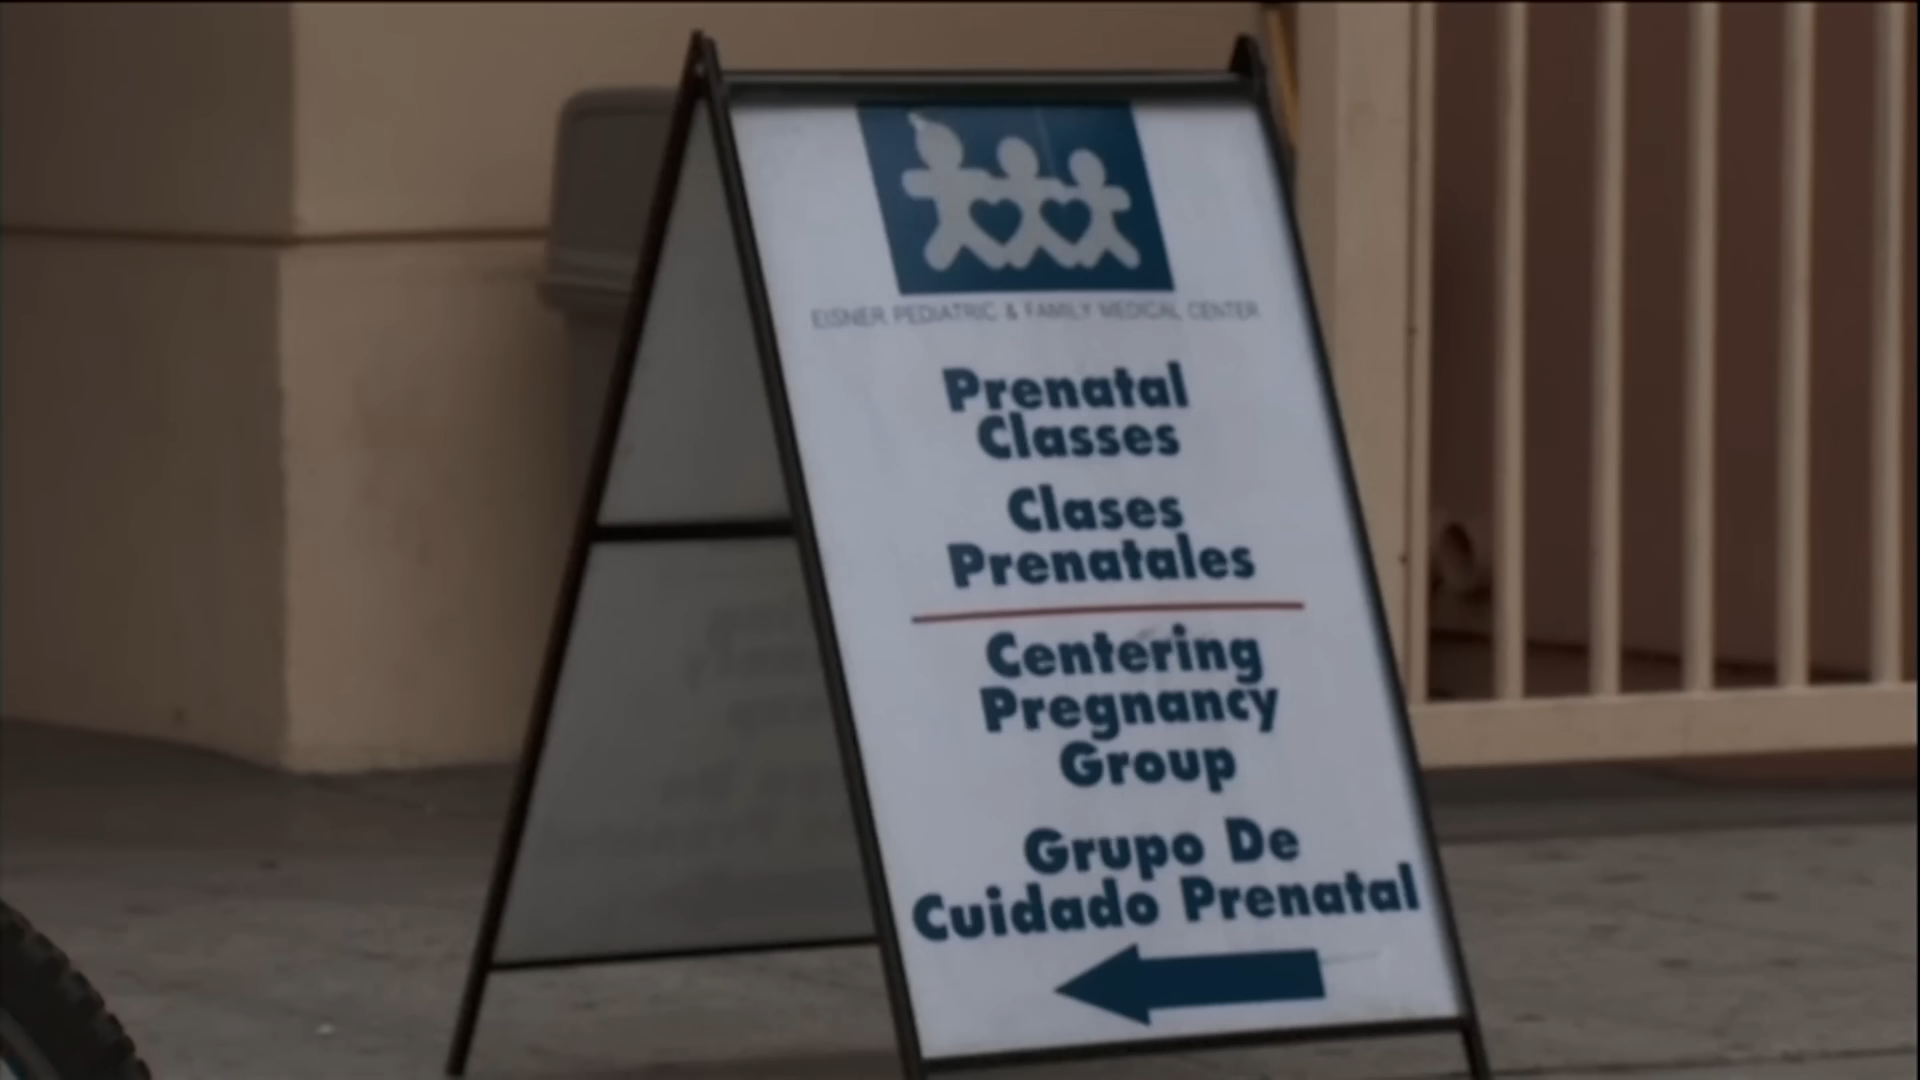 EISNER PEDIATRIC & FAMILY MEDICAL CENTER
Prenatal
Classes
Clases
Prenatales
Centering
Pregnancy
Group
Grupo De
Cuidado Prenatal